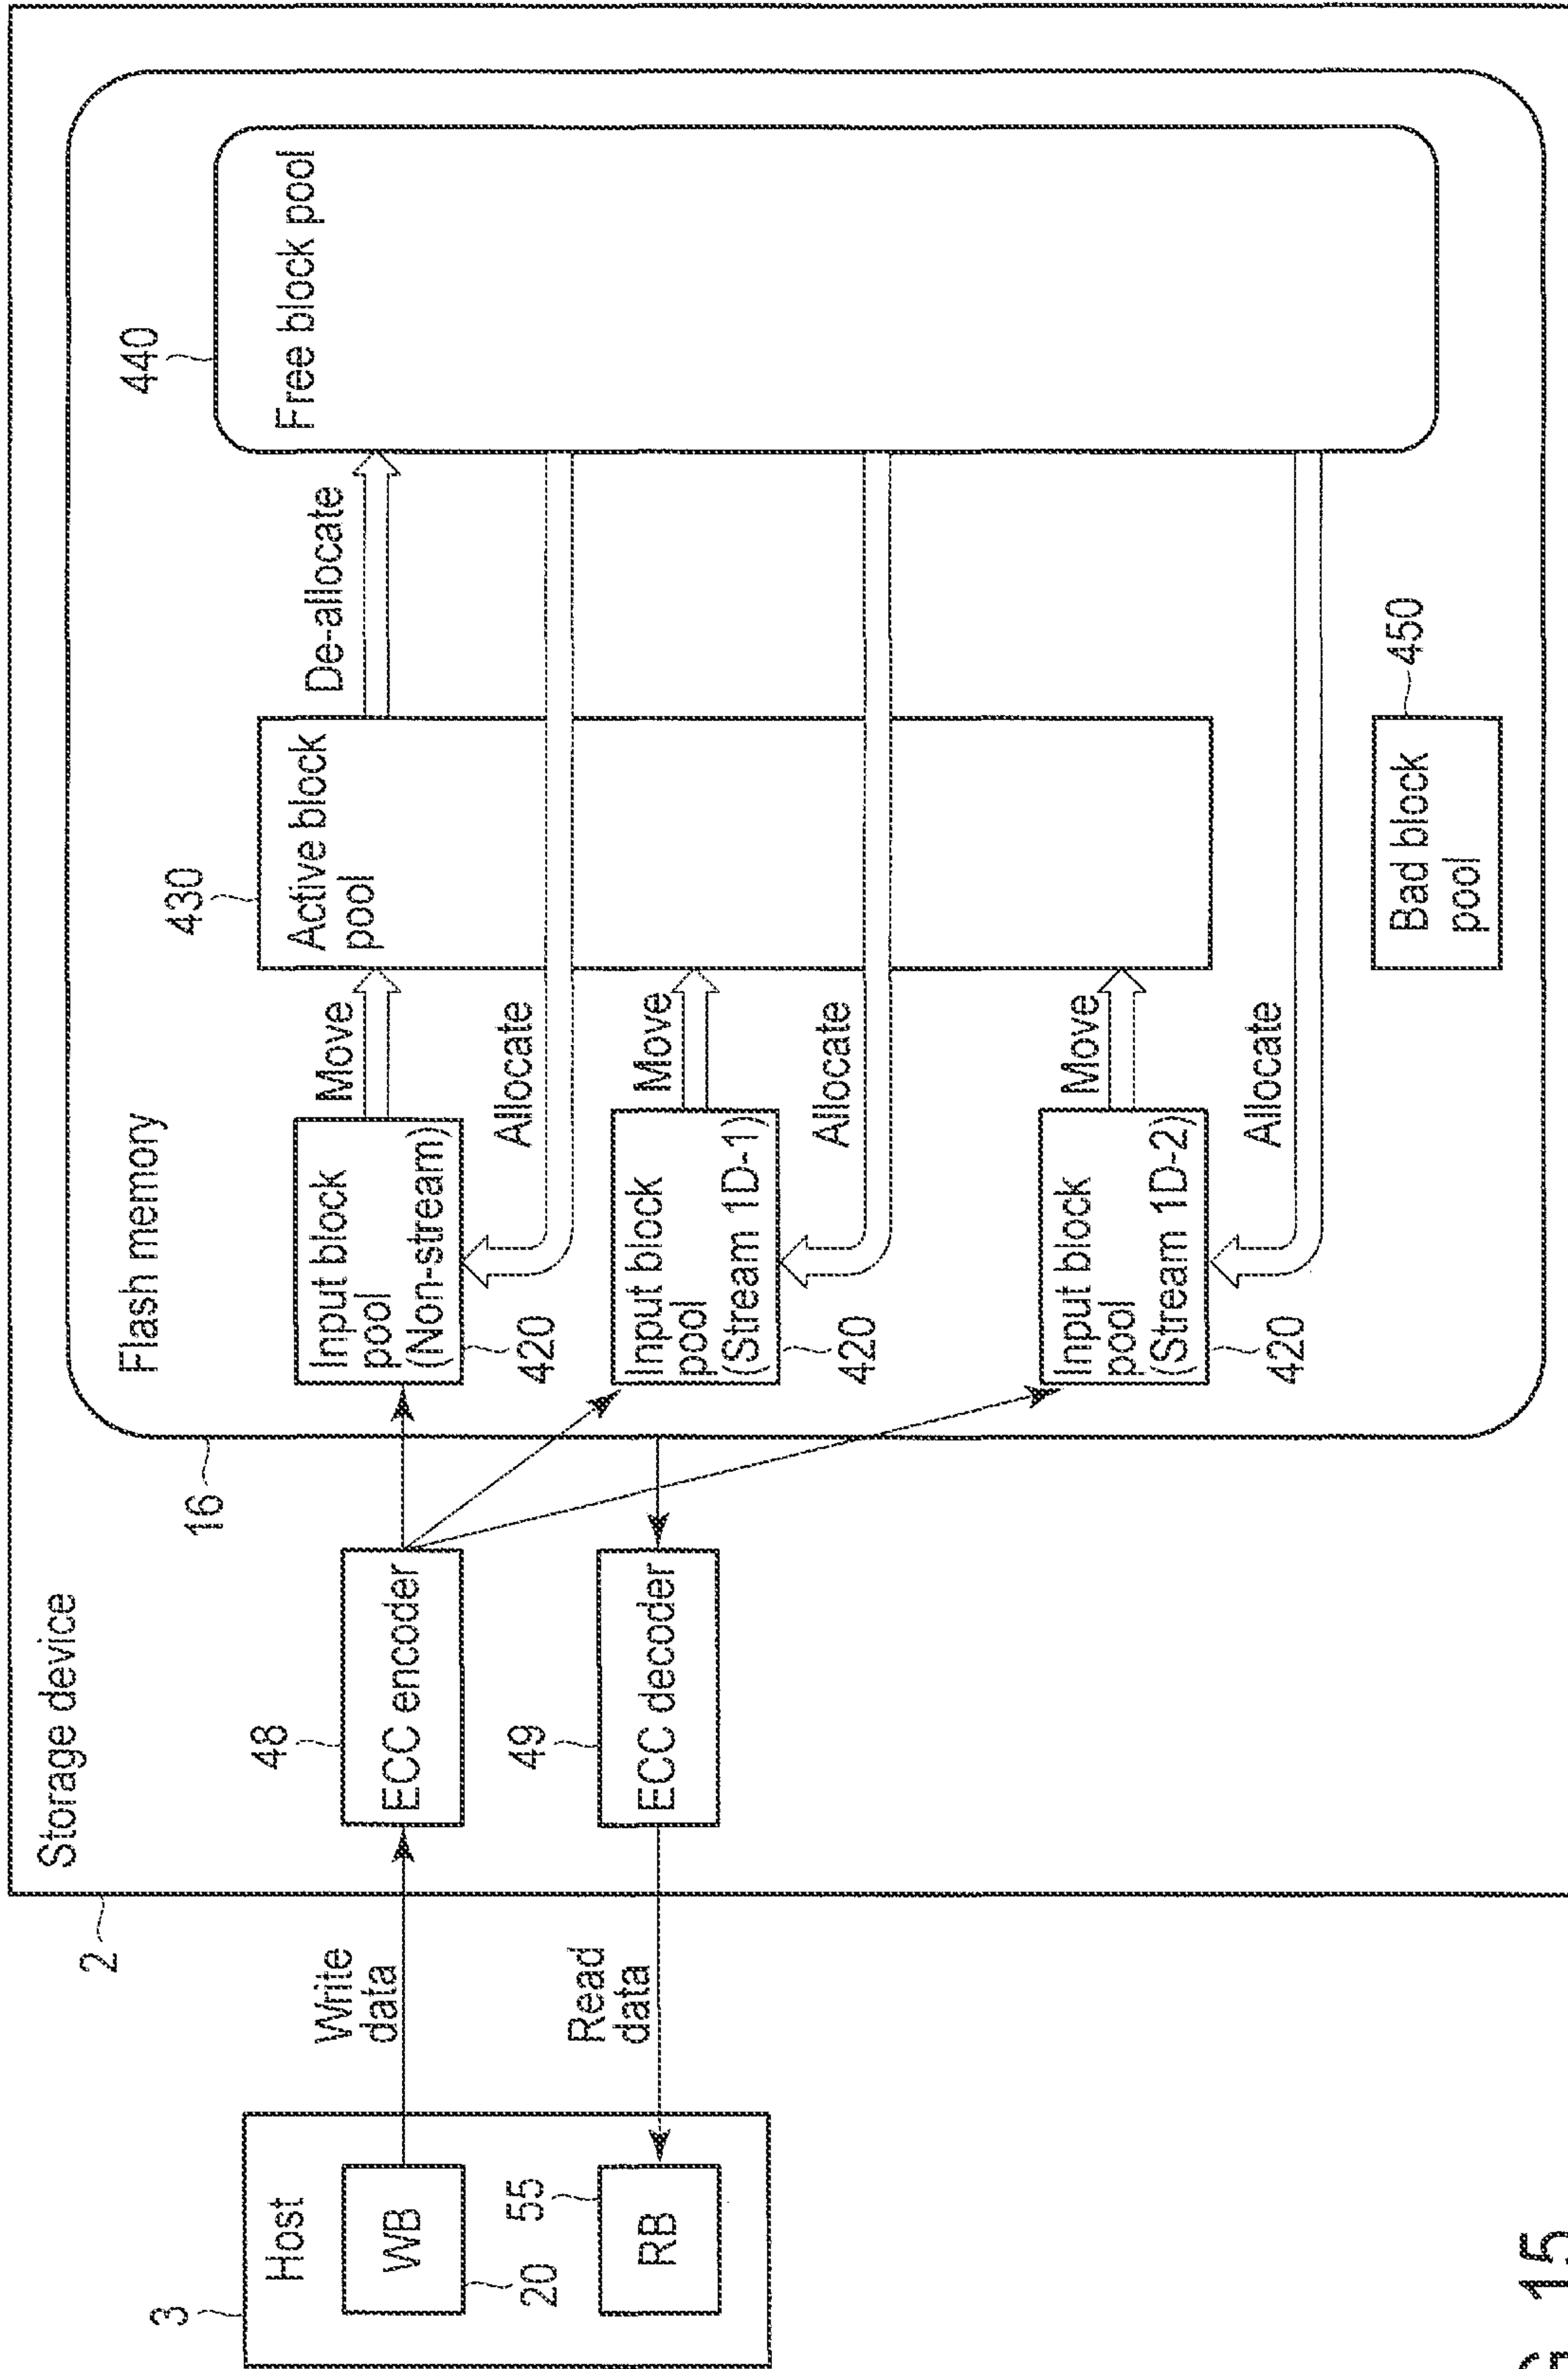 Storage device
2
Flash memory
16
3
Host
WB
20
55
RB
Write
data
Read
data
48
ECC encoder
49
ECC decoder
Input block
pool
(Non-stream)
420
Input block
pool
(Stream 1D-1)
420
Input block
pool
(Stream 1D-2)
420
Move
Allocate
Move
Allocate
Move
Allocate
430
Active block
pool
De-allocate
440
Free block pool
450
Bad block
pool
15